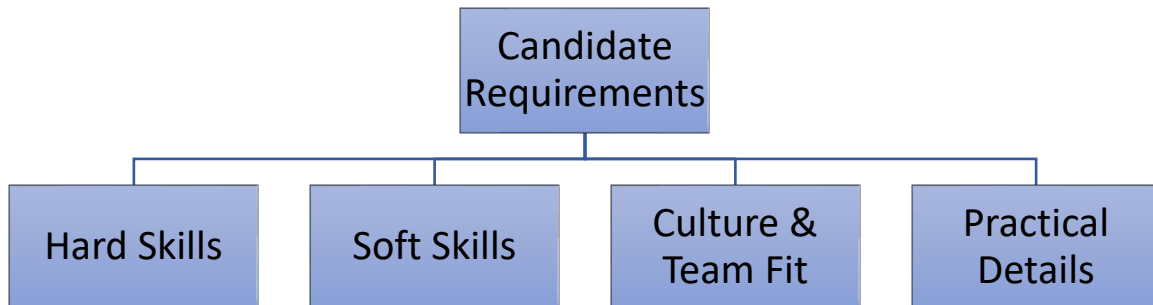 Candidate
Requirements
Hard Skills
Soft Skills
Culture &
Team Fit
Practical
Details